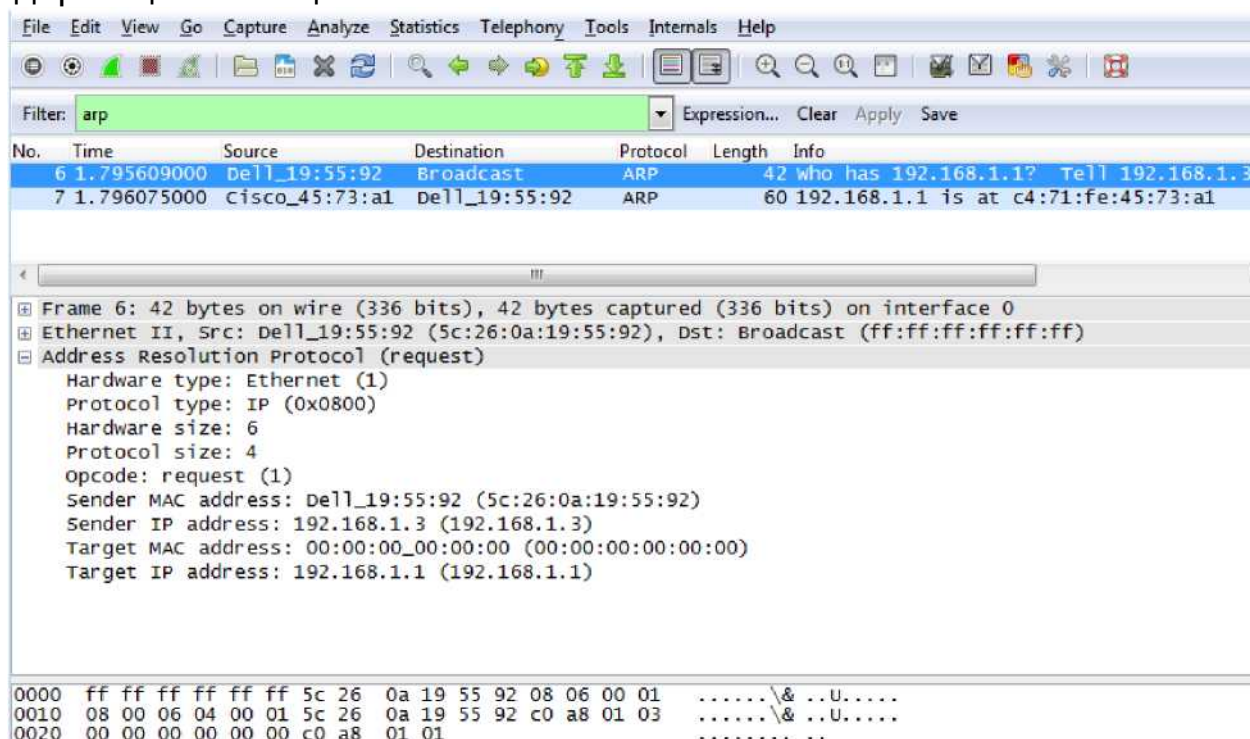 File Edit View Go Capture Analyze Statistics Telephony Tools Internals Help
Filter: arp Expression... Clear Apply Save
No. Time Source Destination Protocol Length Info
6 1.795609000 Dell_19:55:92 Broadcast ARP 42 Who has 192.168.1.1? Tell 192.168.1.3
7 1.796075000 Cisco_45:73:a1 Dell_19:55:92 ARP 60 192.168.1.1 is at c4:71:fe:45:73:a1
Frame 6: 42 bytes on wire (336 bits), 42 bytes captured (336 bits) on interface 0
Ethernet II, Src: Dell_19:55:92 (5c:26:0a:19:55:92), Dst: Broadcast (ff:ff:ff:ff:ff:ff)
Address Resolution Protocol (request)
Hardware type: Ethernet (1)
Protocol type: IP (0x0800)
Hardware size: 6
Protocol size: 4
Opcode: request (1)
Sender MAC address: Dell_19:55:92 (5c:26:0a:19:55:92)
Sender IP address: 192.168.1.3 (192.168.1.3)
Target MAC address: 00:00:00_00:00:00 (00:00:00:00:00:00)
Target IP address: 192.168.1.1 (192.168.1.1)
0000 ff ff ff ff ff ff 5c 26 0a 19 55 92 08 06 00 01 ......\& ..U.....
0010 08 00 06 04 00 01 5c 26 0a 19 55 92 c0 a8 01 03 ......\& ..U.....
0020 00 00 00 00 00 00 c0 a8 01 01 ........ ..